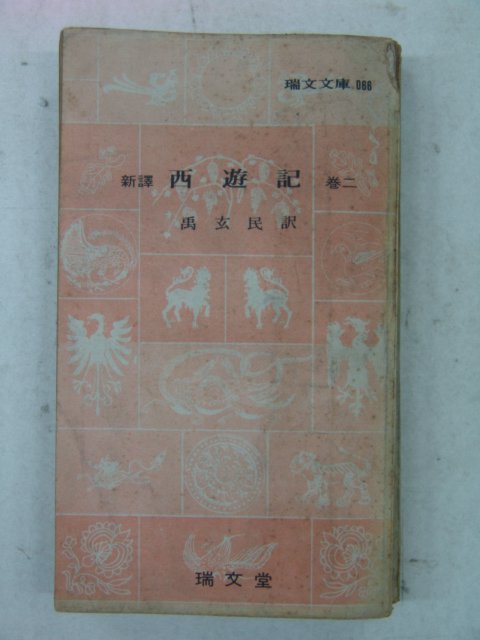 瑞文文庫 066
新譯 西遊記 巻二
禹玄民訳
瑞文堂